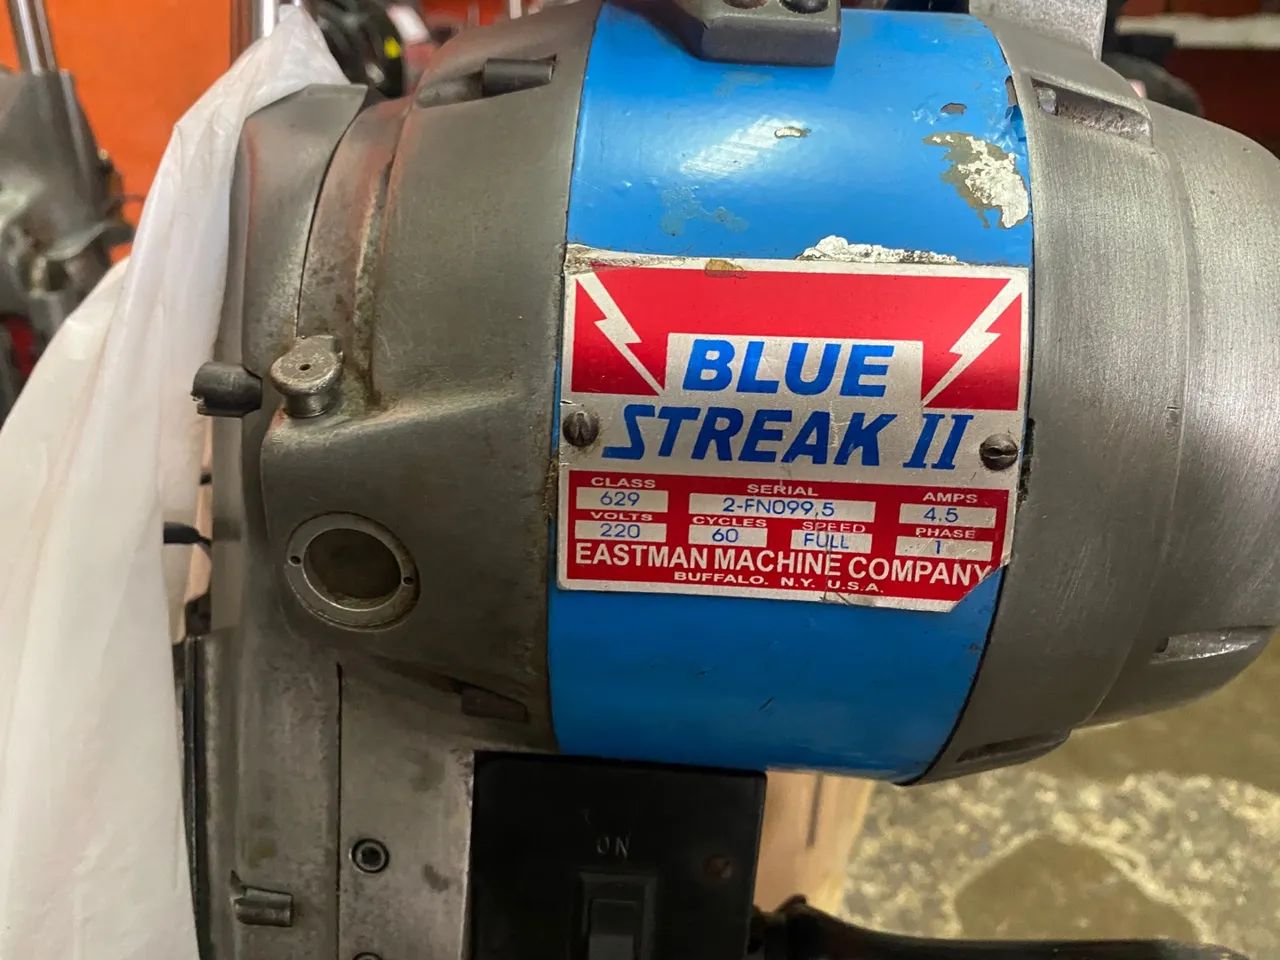 BLUE
STREAK II
CLASS SERIAL AMPS
629 2-FN099,5 4.5
VOLTS CYCLES SPEED PHASE
220 60 FULL 1
EASTMAN MACHINE COMPANY
BUFFALO. N.Y. U.S.A.
ON